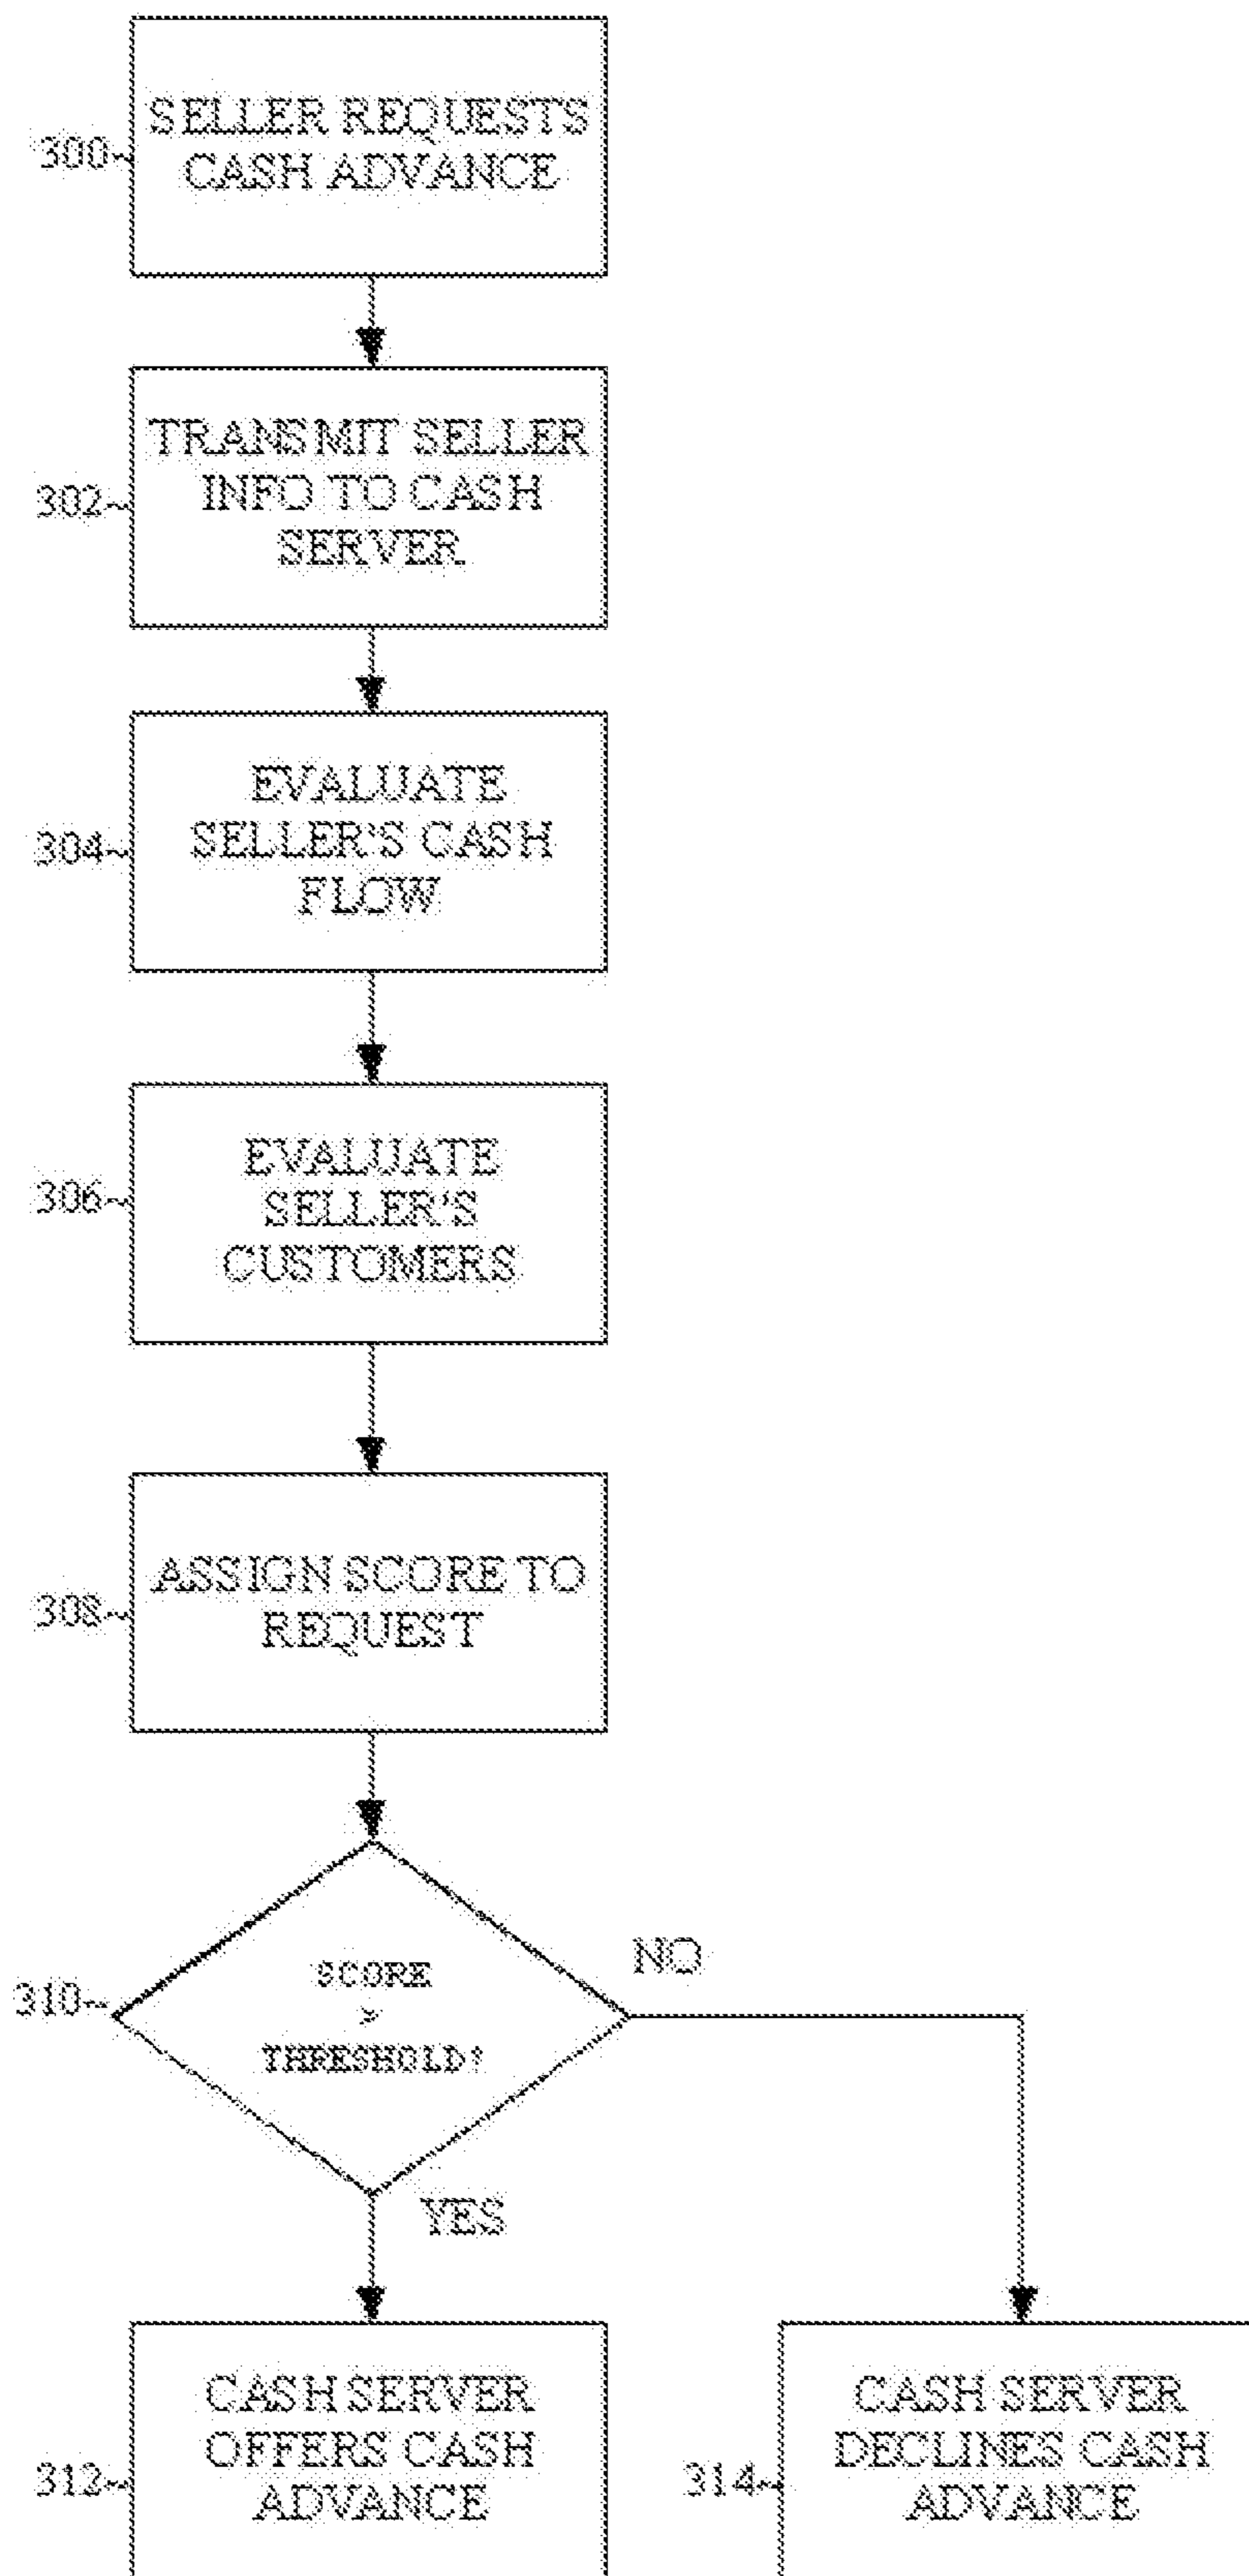 300~
SELLER REQUESTS
CASH ADVANCE
302~
TRANSMIT SELLER
INFO TO CASH
SERVER
304~
EVALUATE
SELLER'S CASH
FLOW
306~
EVALUATE
SELLER'S
CUSTOMERS
308~
ASSIGN SCORE TO
REQUEST
310~
SCORE
>
THRESHOLD?
NO
YES
312~
CASH SERVER
OFFERS CASH
ADVANCE
314~
CASH SERVER
DECLINES CASH
ADVANCE